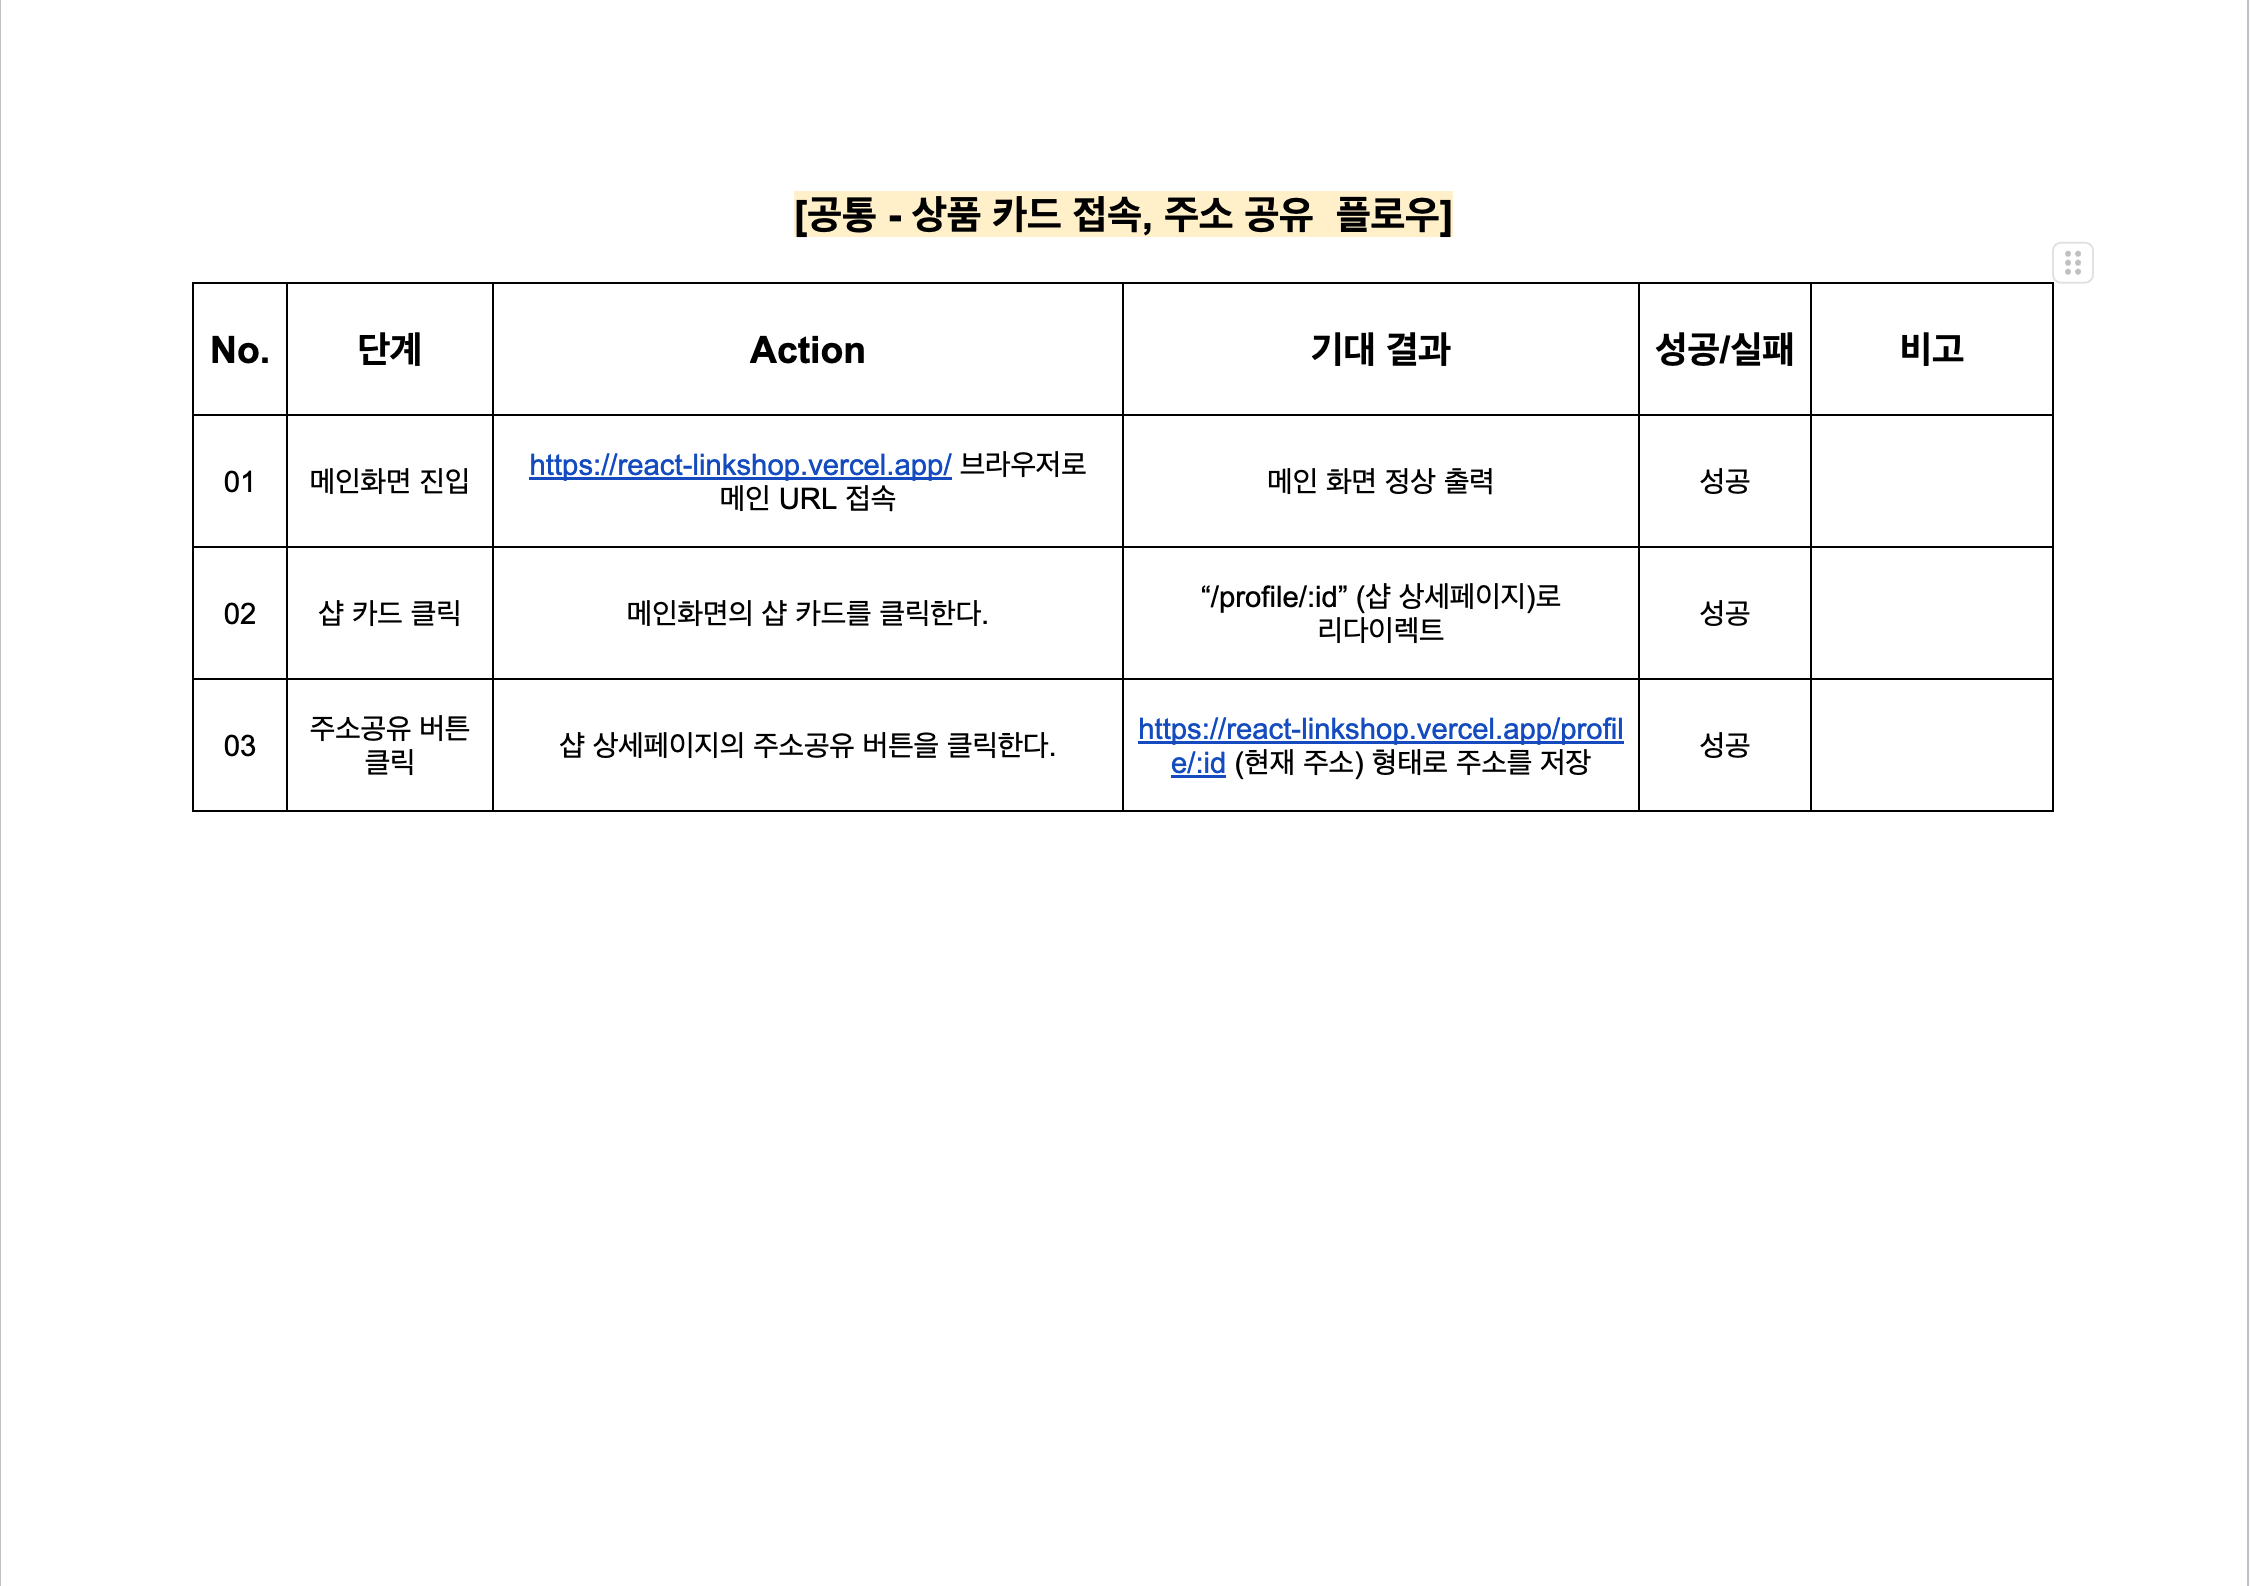 [공통 - 상품 카드 접속, 주소 공유  플로우]
No. 단계 Action 기대 결과 성공/실패 비고
01 메인화면 진입 https://react-linkshop.vercel.app/ 브라우저로
메인 URL 접속 메인 화면 정상 출력 성공
02 샵 카드 클릭 메인화면의 샵 카드를 클릭한다. “/profile/:id” (샵 상세페이지)로
리다이렉트 성공
03 주소공유 버튼
클릭 샵 상세페이지의 주소공유 버튼을 클릭한다. https://react-linkshop.vercel.app/profil
e/:id (현재 주소) 형태로 주소를 저장 성공